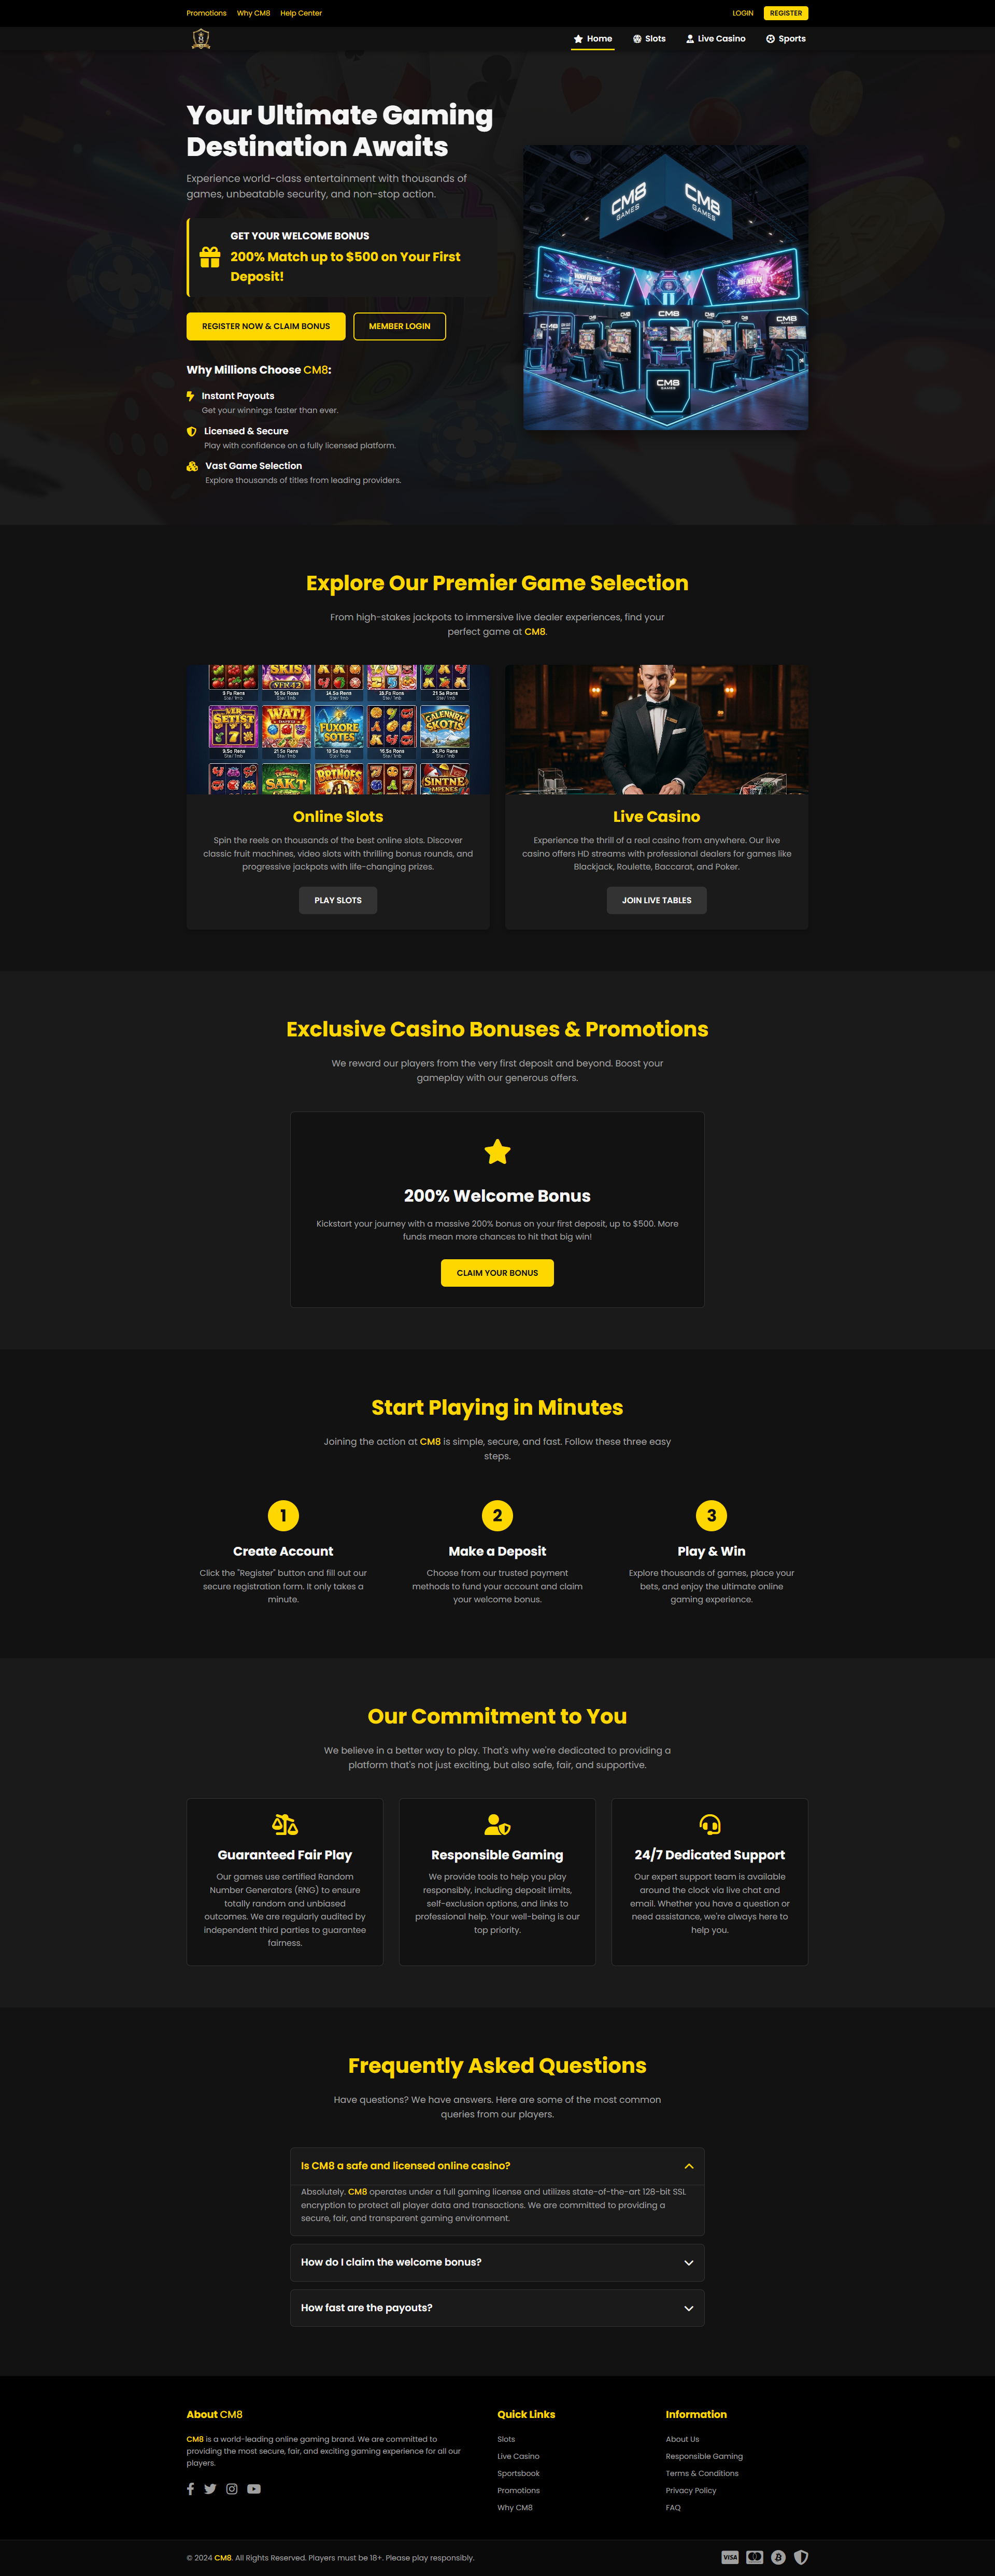 Promotions Why CM8 Help Center LOGIN REGISTER
Home Slots Live Casino Sports
Your Ultimate Gaming
Destination Awaits
Experience world-class entertainment with thousands of
games, unbeatable security, and non-stop action.
GET YOUR WELCOME BONUS
200% Match up to $500 on Your First
Deposit!
REGISTER NOW & CLAIM BONUS MEMBER LOGIN
Why Millions Choose CM8:
Instant Payouts
Get your winnings faster than ever.
Licensed & Secure
Play with confidence on a fully licensed platform.
Vast Game Selection
Explore thousands of titles from leading providers.
CM8
GAMES
CM8
GAMES
CM8
CM8
CM8
CM8
GAMES
Explore Our Premier Game Selection
From high-stakes jackpots to immersive live dealer experiences, find your
perfect game at CM8.
Online Slots
Spin the reels on thousands of the best online slots. Discover
classic fruit machines, video slots with thrilling bonus rounds, and
progressive jackpots with life-changing prizes.
PLAY SLOTS
Live Casino
Experience the thrill of a real casino from anywhere. Our live
casino offers HD streams with professional dealers for games like
Blackjack, Roulette, Baccarat, and Poker.
JOIN LIVE TABLES
Exclusive Casino Bonuses & Promotions
We reward our players from the very first deposit and beyond. Boost your
gameplay with our generous offers.
200% Welcome Bonus
Kickstart your journey with a massive 200% bonus on your first deposit, up to $500. More
funds mean more chances to hit that big win!
CLAIM YOUR BONUS
Start Playing in Minutes
Joining the action at CM8 is simple, secure, and fast. Follow these three easy
steps.
1
Create Account
Click the "Register" button and fill out our
secure registration form. It only takes a
minute.
2
Make a Deposit
Choose from our trusted payment
methods to fund your account and claim
your welcome bonus.
3
Play & Win
Explore thousands of games, place your
bets, and enjoy the ultimate online
gaming experience.
Our Commitment to You
We believe in a better way to play. That's why we're dedicated to providing a
platform that's not just exciting, but also safe, fair, and supportive.
Guaranteed Fair Play
Our games use certified Random
Number Generators (RNG) to ensure
totally random and unbiased
outcomes. We are regularly audited by
independent third parties to guarantee
fairness.
Responsible Gaming
We provide tools to help you play
responsibly, including deposit limits,
self-exclusion options, and links to
professional help. Your well-being is our
top priority.
24/7 Dedicated Support
Our expert support team is available
around the clock via live chat and
email. Whether you have a question or
need assistance, we're always here to
help you.
Frequently Asked Questions
Have questions? We have answers. Here are some of the most common
queries from our players.
Is CM8 a safe and licensed online casino?
Absolutely. CM8 operates under a full gaming license and utilizes state-of-the-art 128-bit SSL
encryption to protect all player data and transactions. We are committed to providing a
secure, fair, and transparent gaming environment.
How do I claim the welcome bonus?
How fast are the payouts?
About CM8
CM8 is a world-leading online gaming brand. We are committed to
providing the most secure, fair, and exciting gaming experience for all our
players.
Quick Links
Slots
Live Casino
Sportsbook
Promotions
Why CM8
Information
About Us
Responsible Gaming
Terms & Conditions
Privacy Policy
FAQ
© 2024 CM8. All Rights Reserved. Players must be 18+. Please play responsibly. VISA